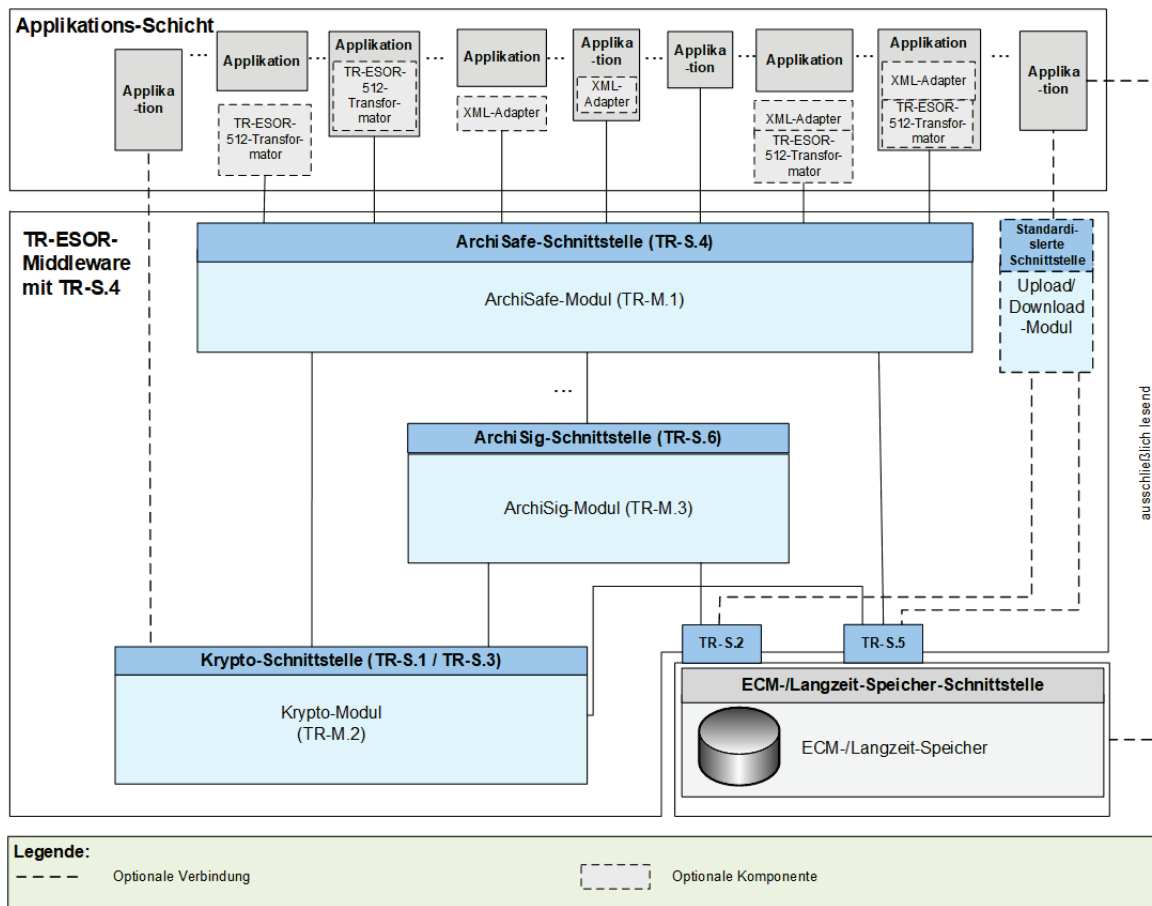 Applikations-Schicht
Applika
-tion
...
Applikation
TR-ESOR-
512-Transfor-
mator
Applikation
TR-ESOR-
512-
Transfor-
mator
...
Applikation
XML-Adapter
...
Applika
-tion
XML-
Adapter
...
Applika
-tion
...
Applikation
XML-Adapter
TR-ESOR-
512-Transfor-
mator
Applikation
XML-Adapter
TR-ESOR-
512-Transfor-
mator
...
Applika
-tion
TR-ESOR-
Middleware
mit TR-S.4
ArchiSafe-Schnittstelle (TR-S.4)
ArchiSafe-Modul (TR-M.1)
Standardi-
sierte
Schnittstelle
Upload/
Download
-Modul
ausschließlich lesend
...
ArchiSig-Schnittstelle (TR-S.6)
ArchiSig-Modul (TR-M.3)
TR-S.2
TR-S.5
Krypto-Schnittstelle (TR-S.1 / TR-S.3)
Krypto-Modul
(TR-M.2)
ECM-/Langzeit-Speicher-Schnittstelle
ECM-/Langzeit-Speicher
Legende:
Optionale Verbindung
Optionale Komponente